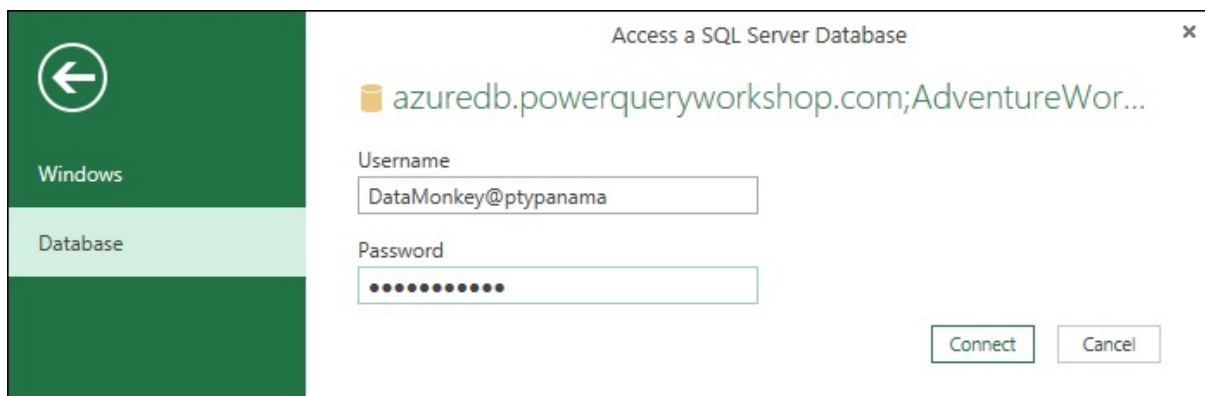 Access a SQL Server Database
azuredb.powerqueryworkshop.com;AdventureWor...
Windows
Database
Username
DataMonkey@ptypanama
Password
•••••••••••
Connect Cancel